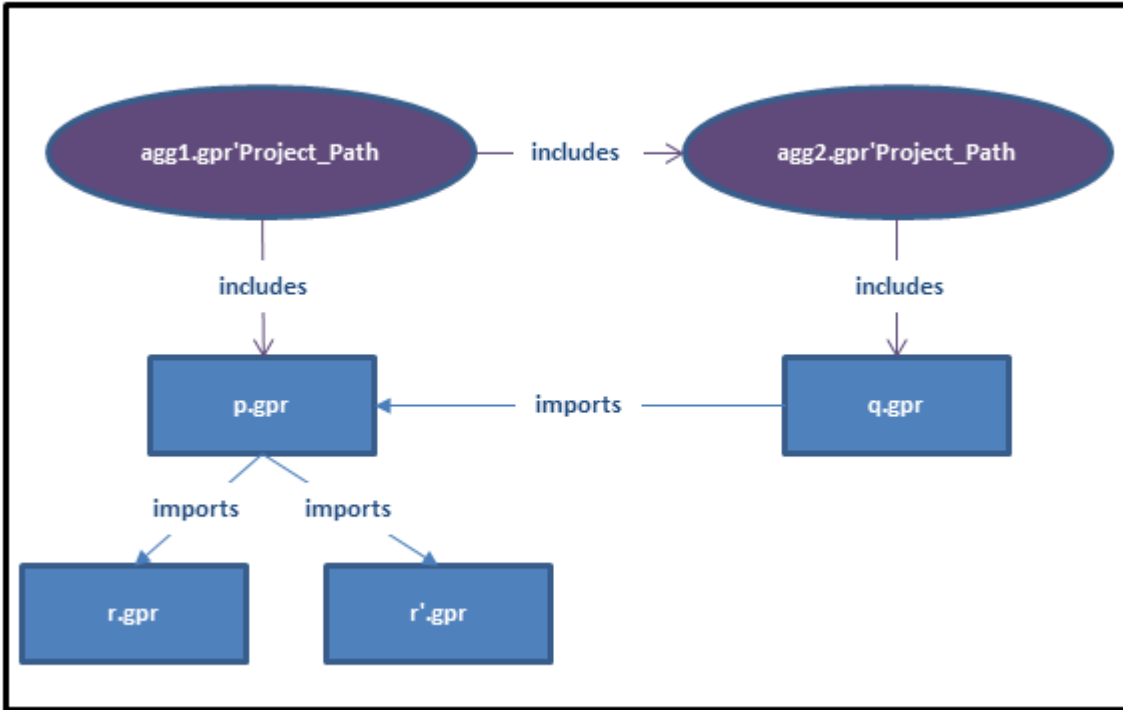 agg1.gpr'Project_Path
includes
agg2.gpr'Project_Path
includes
includes
p.gpr
imports
q.gpr
imports
imports
r.gpr
r'.gpr